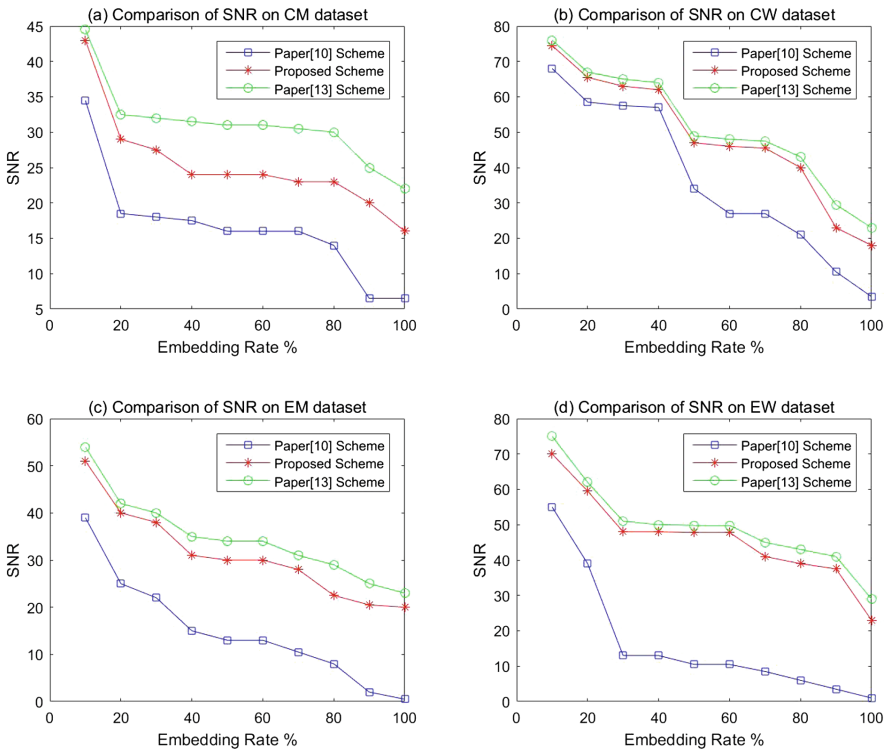 (a) Comparison of SNR on CM dataset
45
40
35
30
25
20
15
10
5
SNR
0
20
40
60
80
100
Embedding Rate %
Paper[10] Scheme
Proposed Scheme
Paper[13] Scheme
(b) Comparison of SNR on CW dataset
80
70
60
50
40
30
20
10
0
SNR
0
20
40
60
80
100
Embedding Rate %
Paper[10] Scheme
Proposed Scheme
Paper[13] Scheme
(c) Comparison of SNR on EM dataset
60
50
40
30
20
10
0
SNR
0
20
40
60
80
100
Embedding Rate %
Paper[10] Scheme
Proposed Scheme
Paper[13] Scheme
(d) Comparison of SNR on EW dataset
80
70
60
50
40
30
20
10
0
SNR
0
20
40
60
80
100
Embedding Rate %
Paper[10] Scheme
Proposed Scheme
Paper[13] Scheme